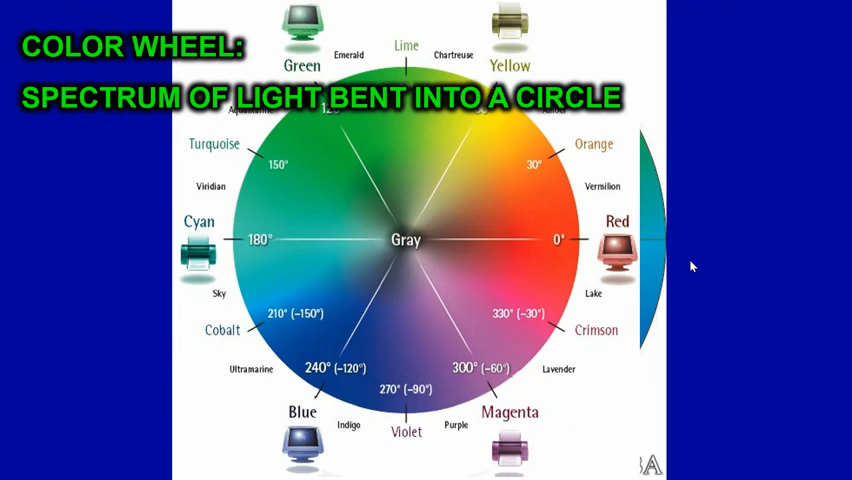 COLOR WHEEL:
SPECTRUM OF LIGHT BENT INTO A CIRCLE
Green
Emerald
Lime
Chartreuse
Yellow
Turquoise
150°
30°
Orange
Viridian
Vermilion
Cyan
180°
Gray
0°
Red
Sky
Lake
Cobalt
210° (–150°)
330° (–30°)
Crimson
Ultramarine
240° (–120°)
300° (–60°)
Lavender
270° (–90°)
Blue
Indigo
Violet
Purple
Magenta